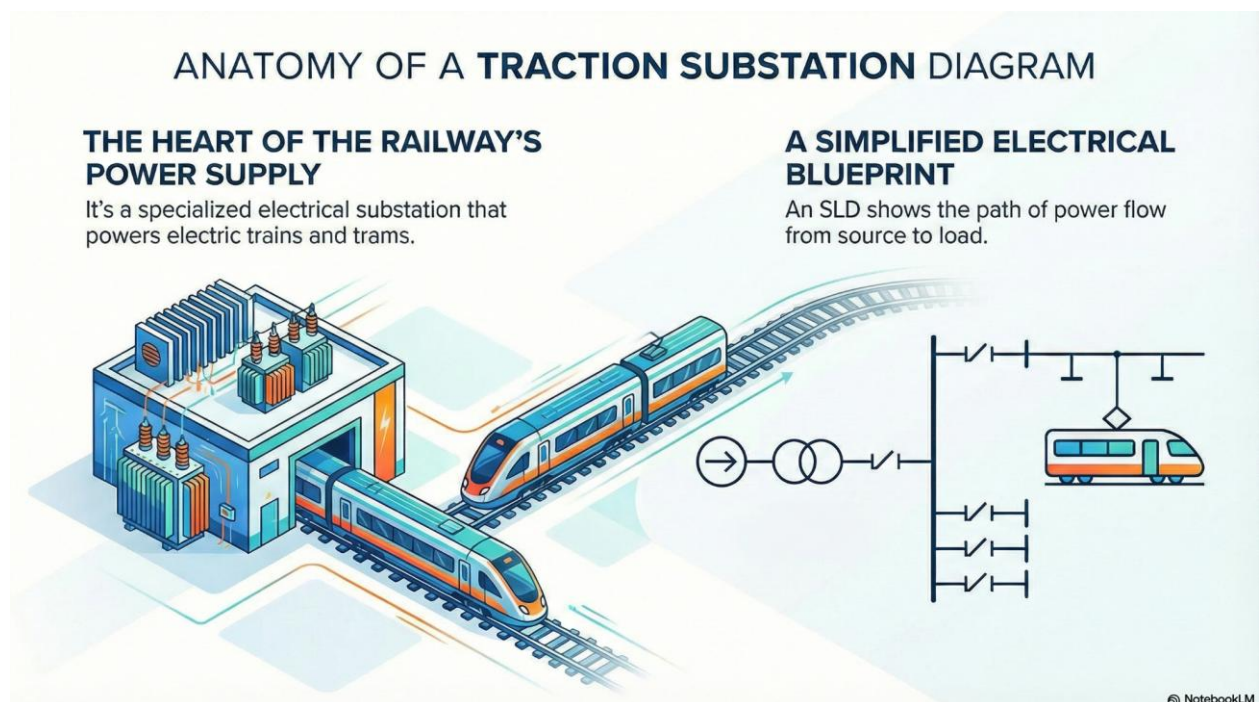 ANATOMY OF A TRACTION SUBSTATION DIAGRAM
THE HEART OF THE RAILWAY'S
POWER SUPPLY
It's a specialized electrical substation that
powers electric trains and trams.
A SIMPLIFIED ELECTRICAL
BLUEPRINT
An SLD shows the path of power flow
from source to load.
NotebookLM